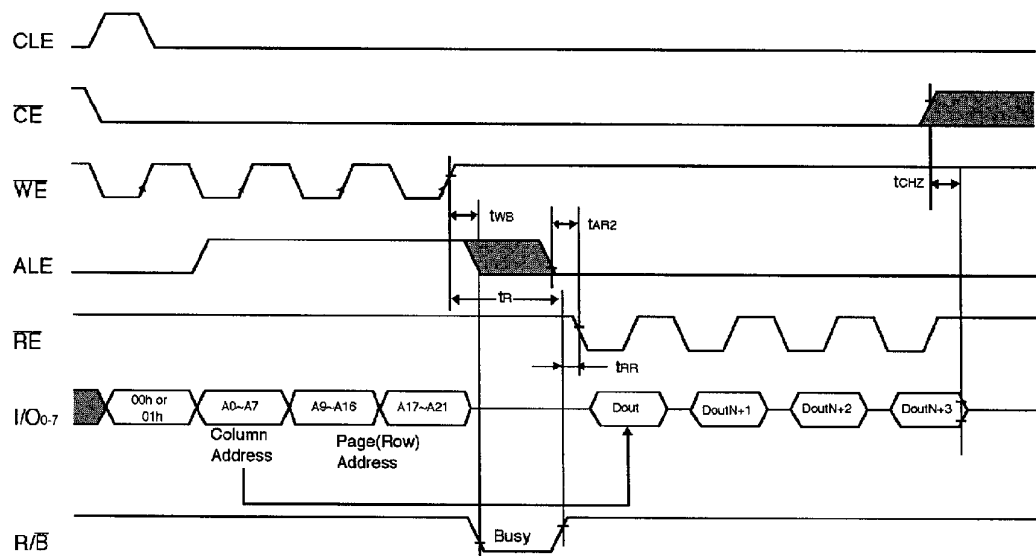 CLE
CE
WE
tCHZ
tWB
tAR2
ALE
tR
RE
tRR
I/O0-7
00h or
01h
A0~A7
A9~A16
A17~A21
Dout
DoutN+1
DoutN+2
DoutN+3
Column
Address
Page(Row)
Address
R/B
Busy